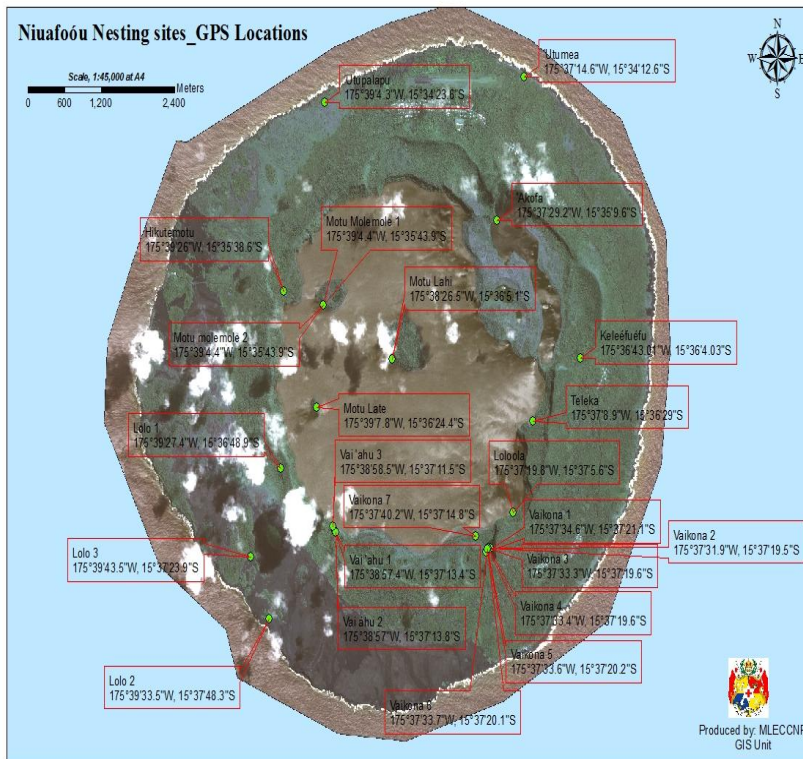 Niuafoóu Nesting sites_GPS Locations
Scale, 1:45,000 at A4
Meters
0 600 1,200 2,400
N
W E
S
'Utumea
175°37'14.6"W, 15°34'12.6"S
'Utopalapu
175°39'4.3"W, 15°34'23.6"S
'Akofa
175°37'29.2"W, 15°35'9.6"S
Motu Molemole 1
175°39'4.4"W, 15°35'43.9"S
Hikutemotu
175°39'26"W, 15°35'38.6"S
Motu Lahi
175°38'26.5"W, 15°36'5.1"S
Motu molemole 2
175°39'4.4"W, 15°35'43.9"S
Keleéfuéfu
175°36'43.01"W, 15°36'4.03"S
Teleka
175°37'8.9"W, 15°36'29"S
Motu Late
175°39'7.8"W, 15°36'24.4"S
Lolo 1
175°39'27.4"W, 15°36'48.9"S
Vai 'ahu 3
175°38'58.5"W, 15°37'11.5"S
Loloola
175°37'19.8"W, 15°37'5.6"S
Vaikona 7
175°37'40.2"W, 15°37'14.8"S
Vaikona 1
175°37'34.6"W, 15°37'21.1"S
Vaikona 2
175°37'31.9"W, 15°37'19.5"S
Lolo 3
175°39'43.5"W, 15°37'23.9"S
Vai 'ahu 1
175°38'57.4"W, 15°37'13.4"S
Vaikona 3
175°37'33.3"W, 15°37'19.6"S
Vaikona 4
175°37'33.4"W, 15°37'19.6"S
Vai 'ahu 2
175°38'57"W, 15°37'13.8"S
Vaikona 5
175°37'33.6"W, 15°37'20.2"S
Lolo 2
175°39'33.5"W, 15°37'48.3"S
Vaikona 6
175°37'33.7"W, 15°37'20.1"S
Produced by: MLECCNR
GIS Unit